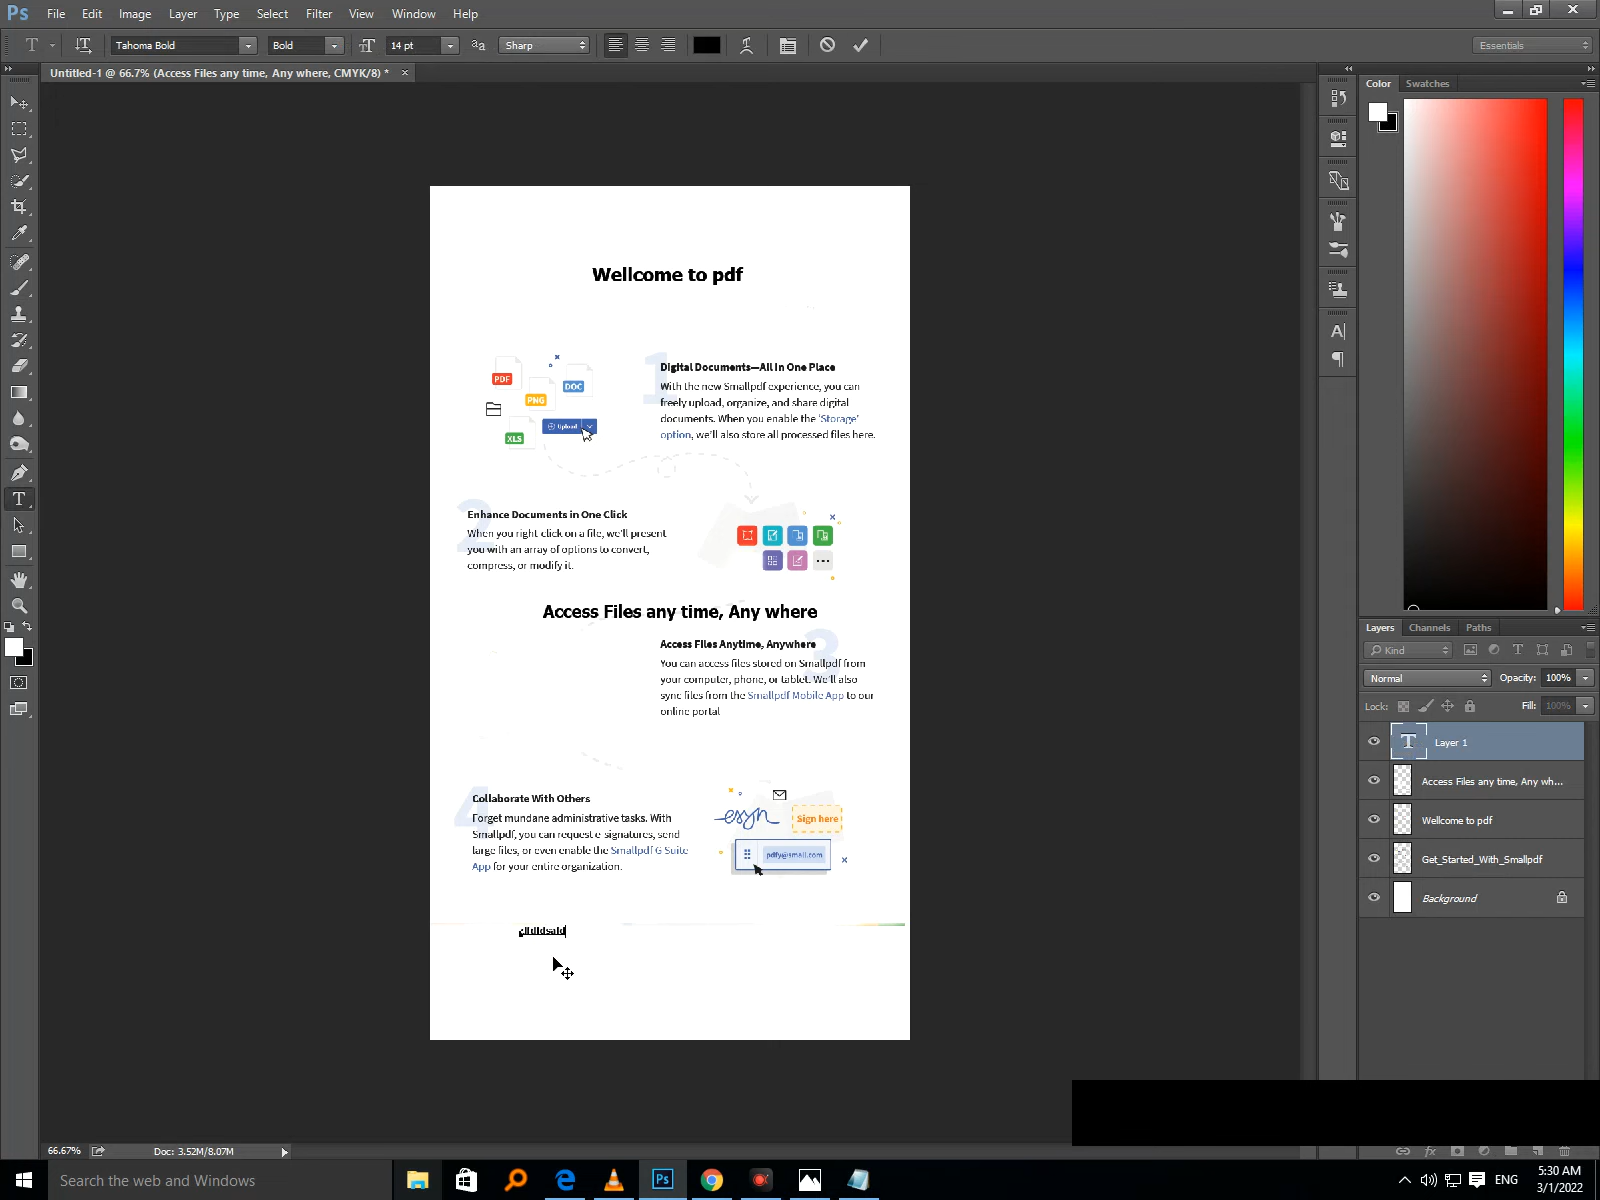 Ps File Edit Image Layer Type Select Filter View Window Help
T Tahoma Bold Bold 14 pt Sharp Essentials
Untitled-1 @ 66.7% (Access Files any time, Any where, CMYK/8) * ×
Color Swatches
Wellcome to pdf
PDF
DOC
PNG
Upload
XLS
1
Digital Documents—All In One Place
With the new Smallpdf experience, you can
freely upload, organize, and share digital
documents. When you enable the 'Storage'
option, we'll also store all processed files here.
2
Enhance Documents in One Click
When you right-click on a file, we'll present
you with an array of options to convert,
compress, or modify it.
Access Files any time, Any where
3
Access Files Anytime, Anywhere
You can access files stored on Smallpdf from
your computer, phone, or tablet. We'll also
sync files from the Smallpdf Mobile App to our
online portal
4
Collaborate With Others
Forget mundane administrative tasks. With
Smallpdf, you can request e-signatures, send
large files, or even enable the Smallpdf G Suite
App for your entire organization.
esyn
Sign here
pdfy@small.com
Layers Channels Paths
Kind
Normal Opacity: 100%
Lock: Fill: 100%
T Layer 1
Access Files any time, Any wh...
Wellcome to pdf
Get_Started_With_Smallpdf
Background
66.67% Doc: 3.52M/8.07M
Search the web and Windows
Ps
ENG
5:30 AM
3/1/2022